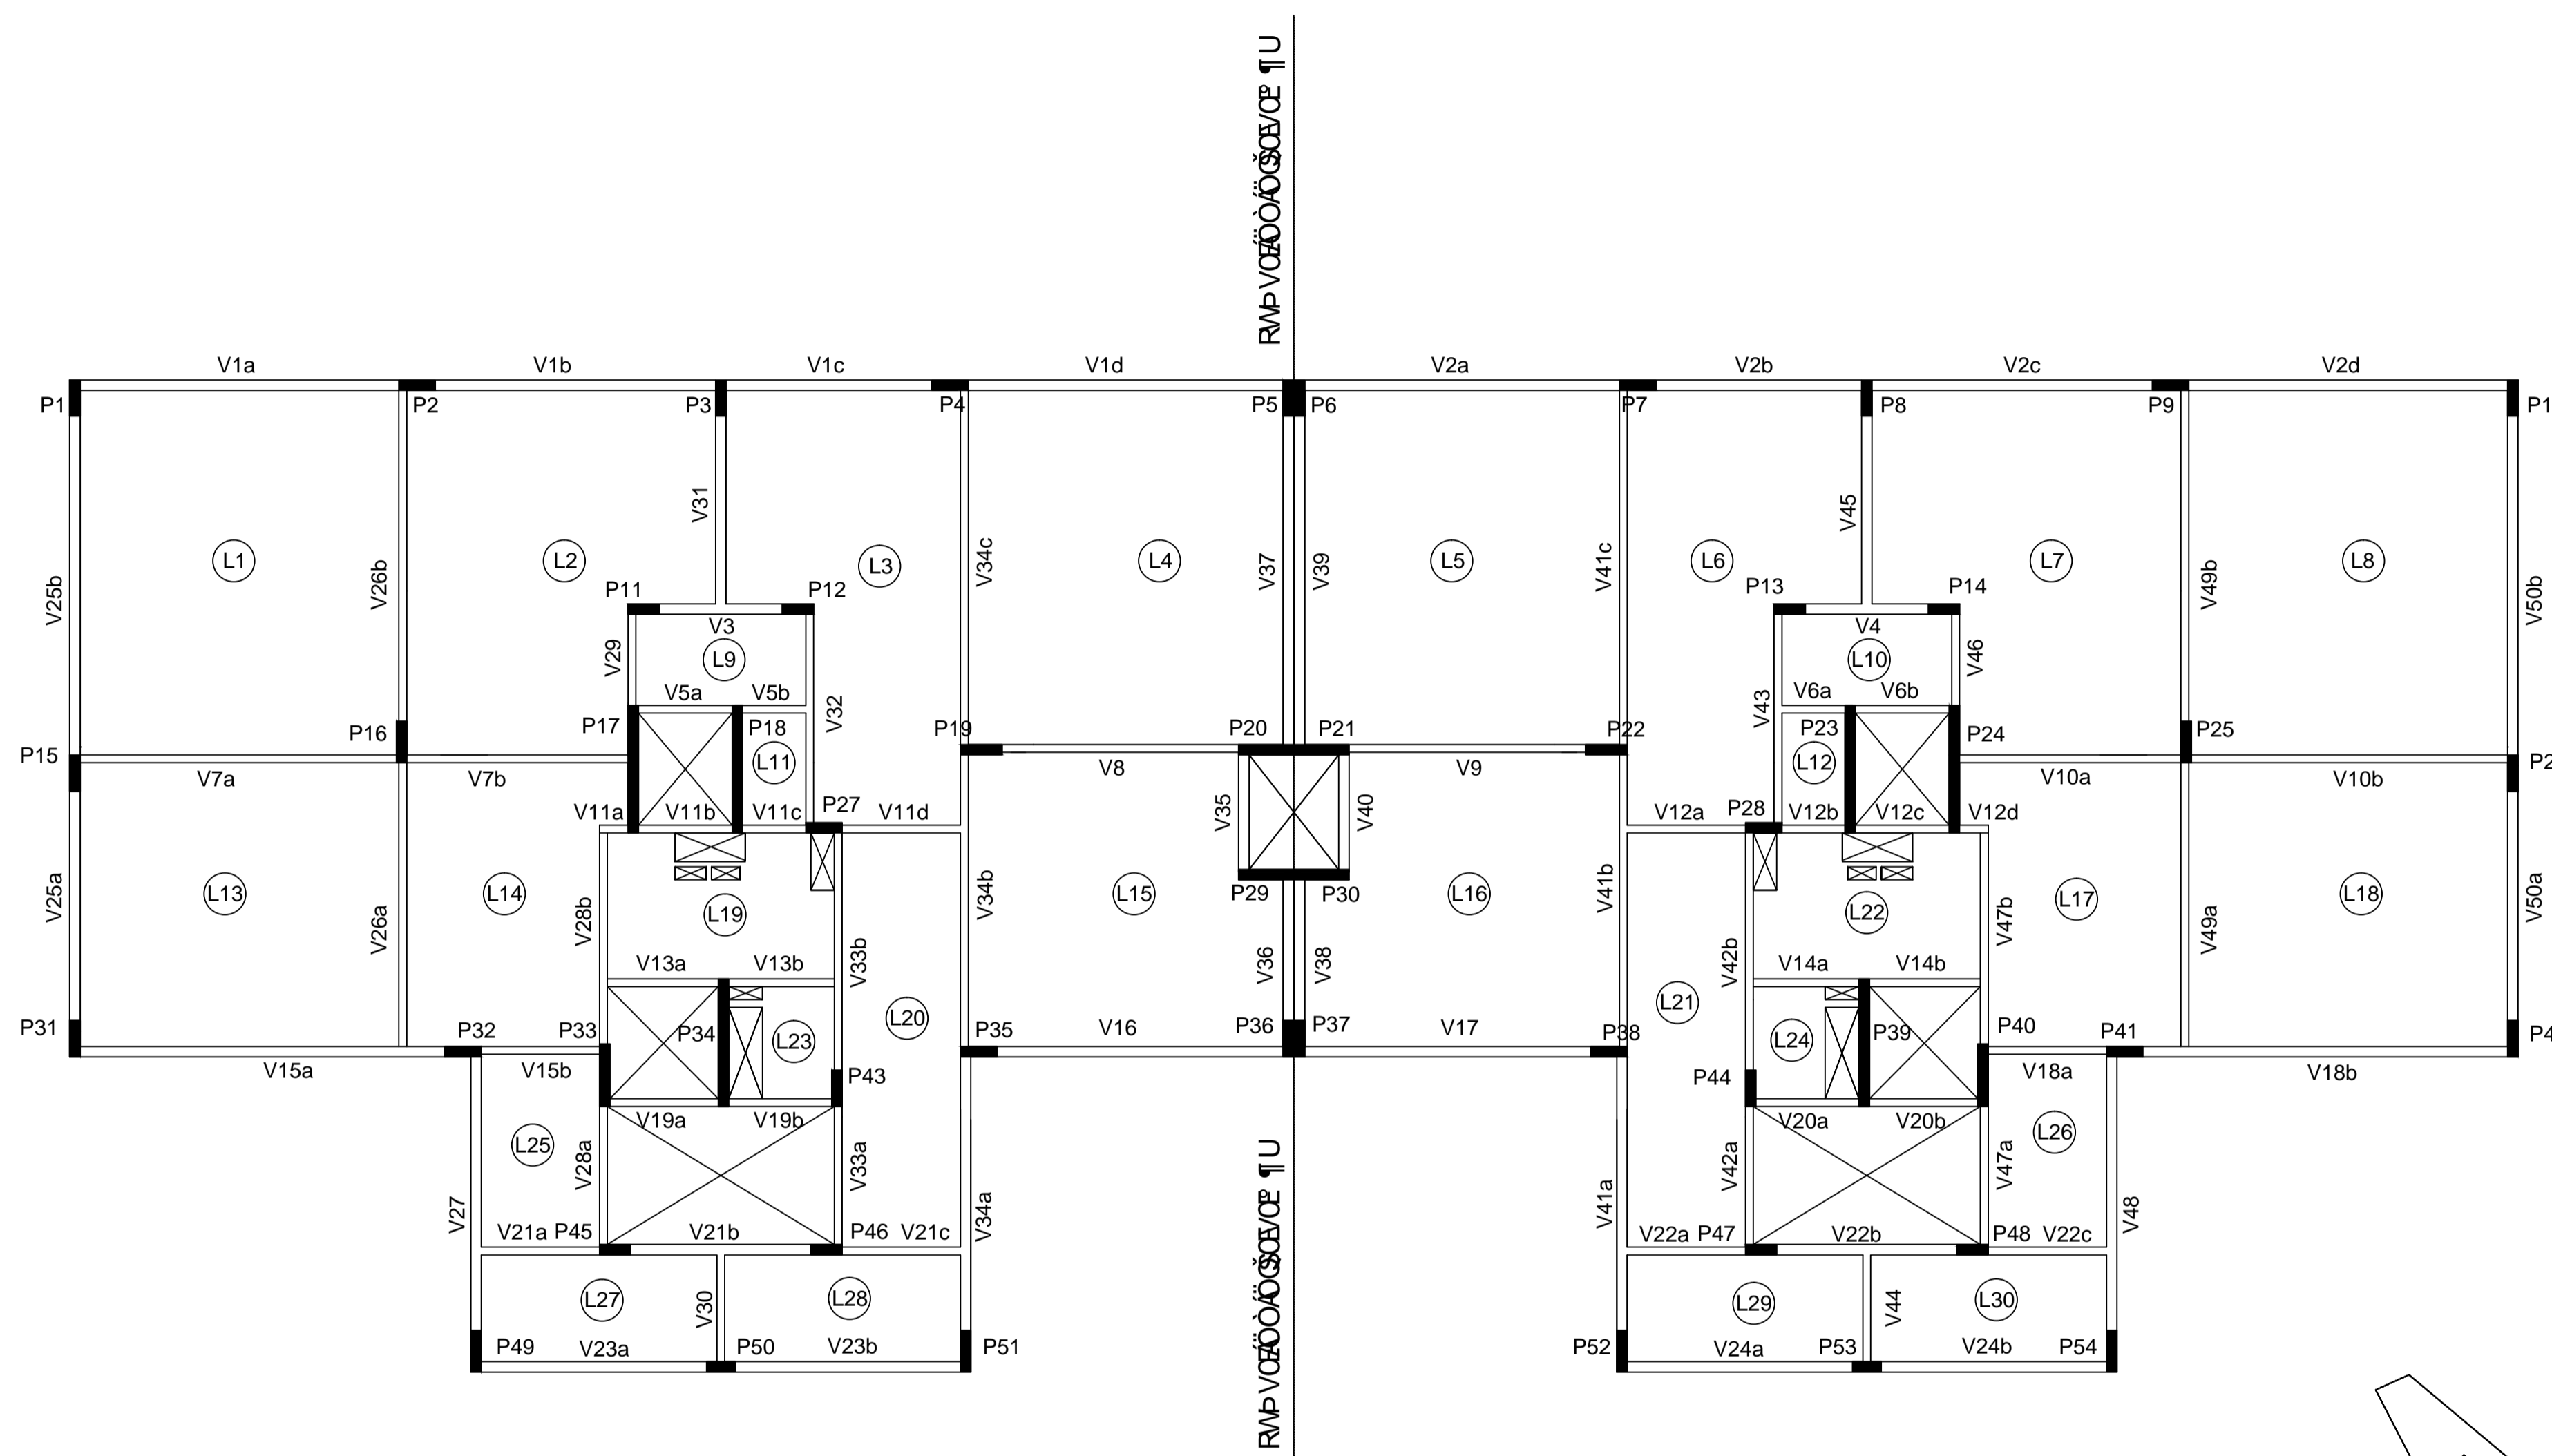 V1a V1b V1c V1d V2a V2b V2c V2d
P1 P2 P3 P4 P5 P6 P7 P8 P9 P1
V31 V45
L1 L2 L3 L4 L5 L6 L7 L8
V25b V26b V34c V37 V39 V41c V49b V50b
P11 P12 P13 P14
V3 V4
V29 L9 L10 V46
V5a V5b V6a V6b
V32 V43
P16 P17 P18 P19 P20 P21 P22 P23 P24 P25
P15 L11 L12 P2
V7a V7b V8 V9 V10a V10b
V11a V11b V11c P27 V11d V35 V40 V12a P28 V12b V12c V12d
L13 L14 L15 L16 L17 L18
V25a V26a V28b L19 V34b V41b L22 V47b V49a V50a
P29 P30
V13a V13b V33b V36 V38 V42b V14a V14b
L20 L21
P31 P32 P33 P34 L23 P35 V16 P36 P37 V17 P38 L24 P39 P40 P41 P4
V15a V15b P43 P44 V18a V18b
V19a V19b V20a V20b
L25 V28a V33a V42a V47a L26
V27 V34a V41a V48
V21a P45 V21b P46 V21c V22a P47 V22b P48 V22c
L27 V30 L28 L29 V44 L30
P49 V23a P50 V23b P51 P52 V24a P53 V24b P54